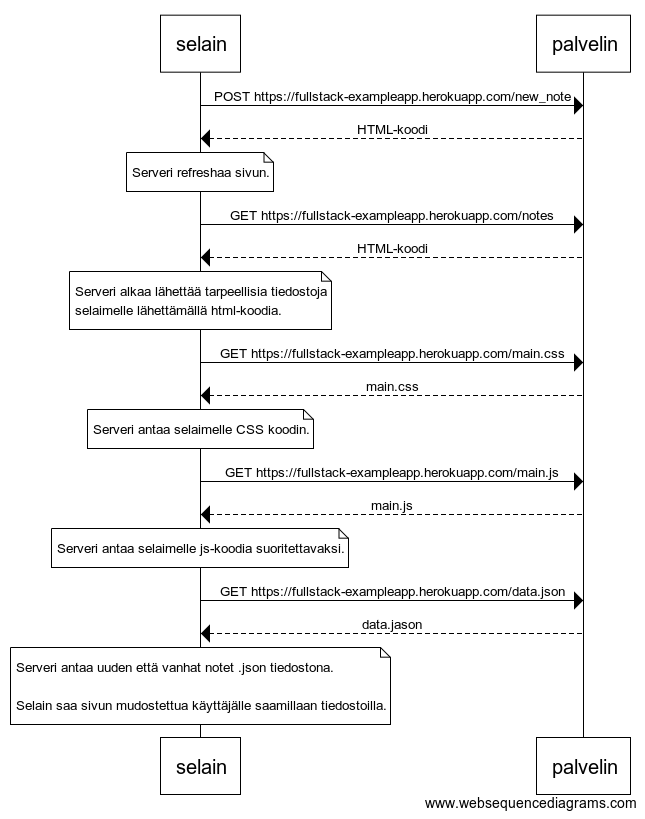 selain
palvelin
POST https://fullstack-exampleapp.herokuapp.com/new_note
HTML-koodi
Serveri refreshaa sivun.
GET https://fullstack-exampleapp.herokuapp.com/notes
HTML-koodi
Serveri alkaa lähettää tarpeellisia tiedostoja
selaimelle lähettämällä html-koodia.
GET https://fullstack-exampleapp.herokuapp.com/main.css
main.css
Serveri antaa selaimelle CSS koodin.
GET https://fullstack-exampleapp.herokuapp.com/main.js
main.js
Serveri antaa selaimelle js-koodia suoritettavaksi.
GET https://fullstack-exampleapp.herokuapp.com/data.json
data.jason
Serveri antaa uuden että vanhat notet .json tiedostona.
Selain saa sivun mudostettua käyttäjälle saamillaan tiedostoilla.
selain
palvelin
www.websequencediagrams.com